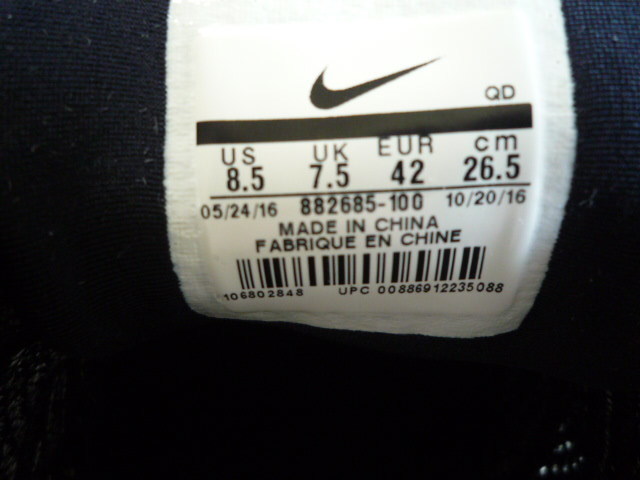 QD
US UK EUR cm
8.5 7.5 42 26.5
05/24/16 882685-100 10/20/16
MADE IN CHINA
FABRIQUE EN CHINE
106802848 UPC 00886912235088